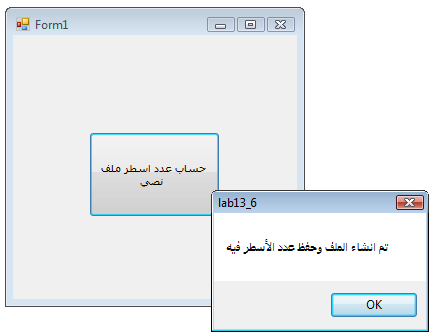 Form1
حساب عدد اسطر ملف
نصي
lab13_6
تم انشاء الملف وحفظ عدد الأسطر فيه
OK